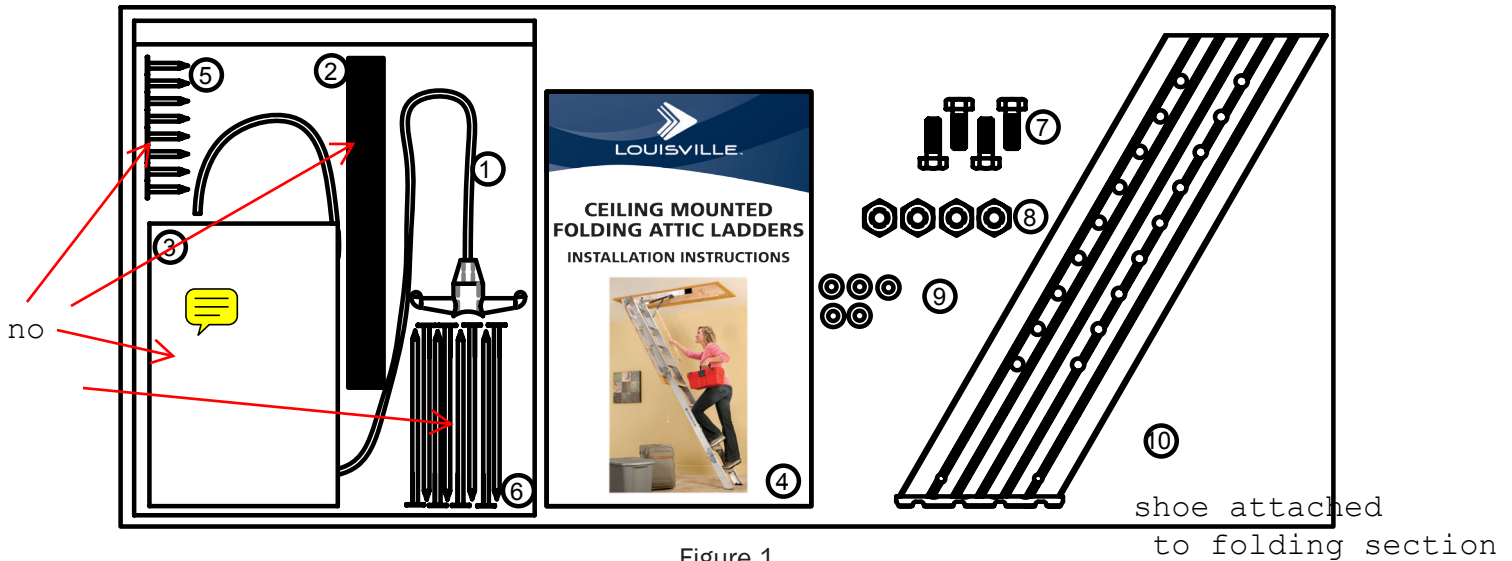 5
2
1
3
no
6
LOUISVILLE.
CEILING MOUNTED
FOLDING ATTIC LADDERS
INSTALLATION INSTRUCTIONS
4
7
8
9
10
shoe attached
to folding section
Figure 1